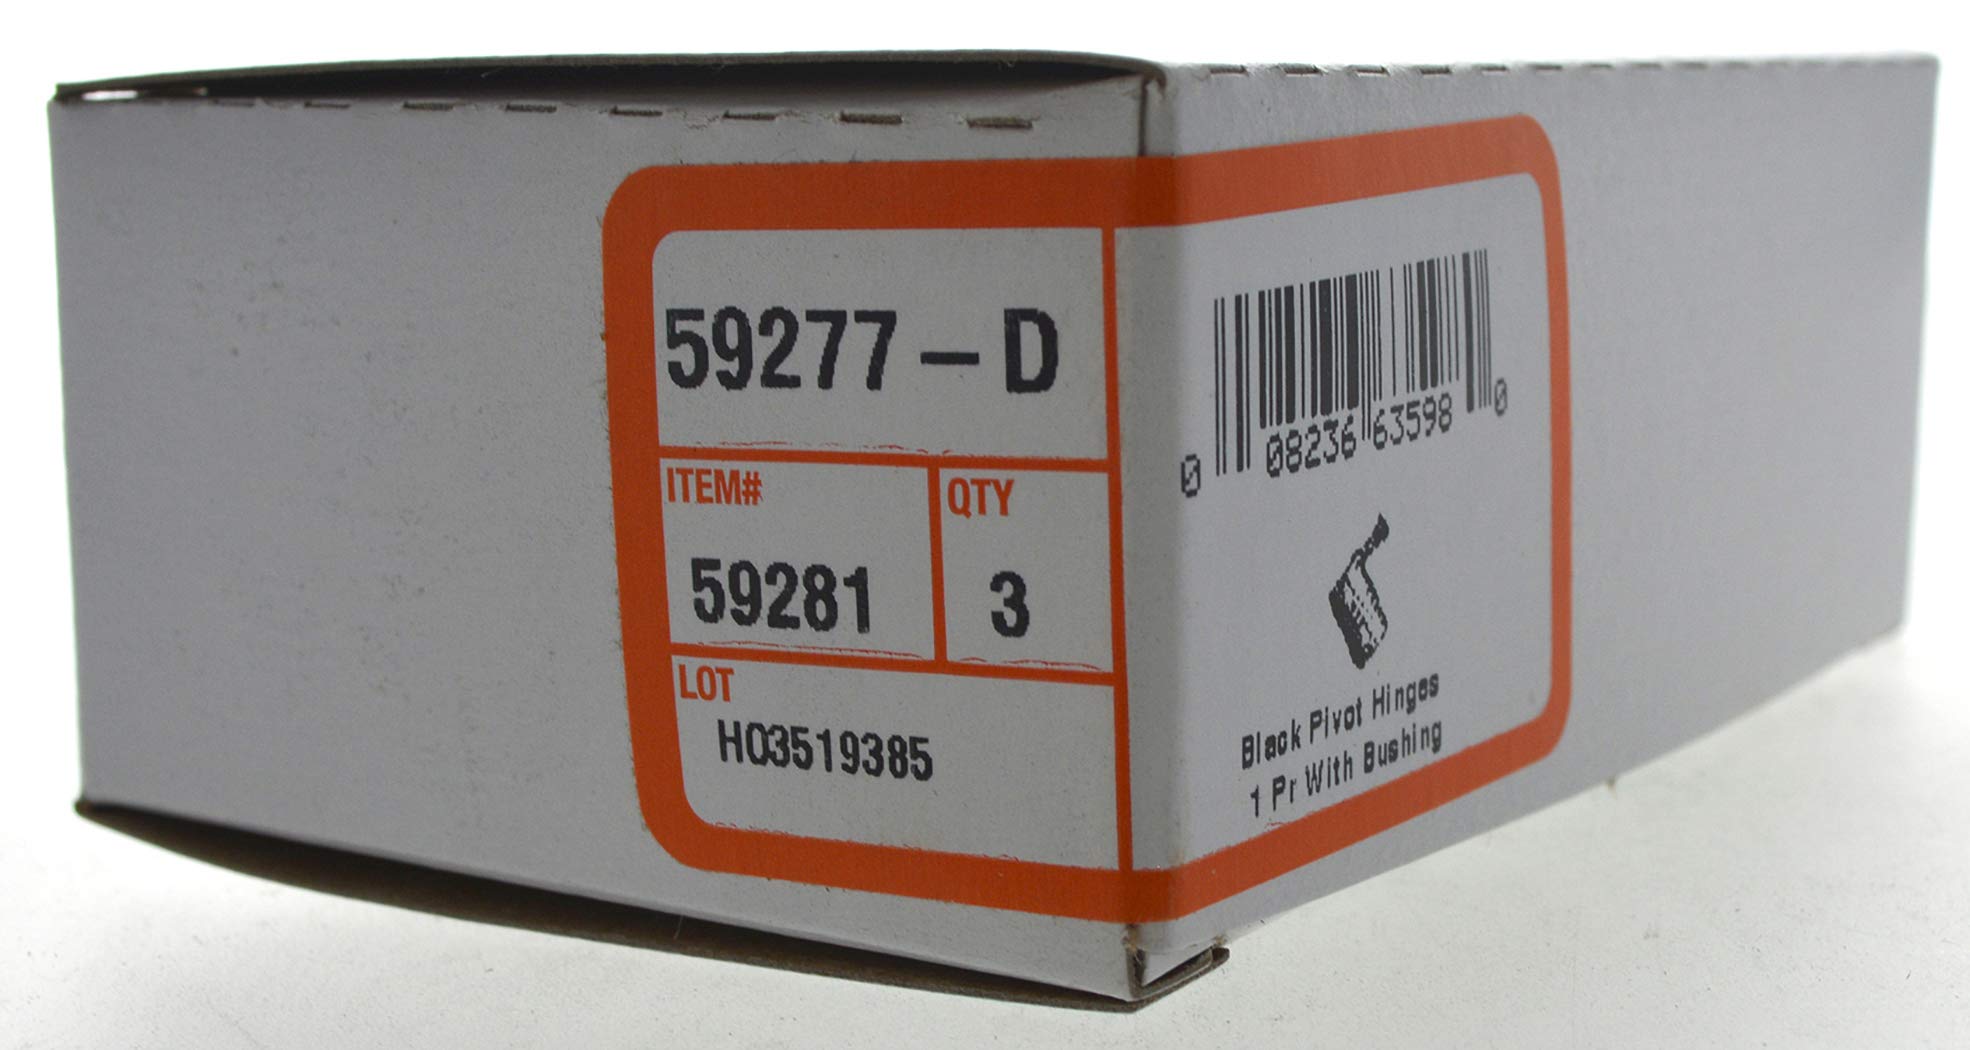 59277-D
ITEM# QTY
59281 3
LOT
H03519385
0 08236 63598 0
Black Pivot Hinges
1 Pr With Bushing